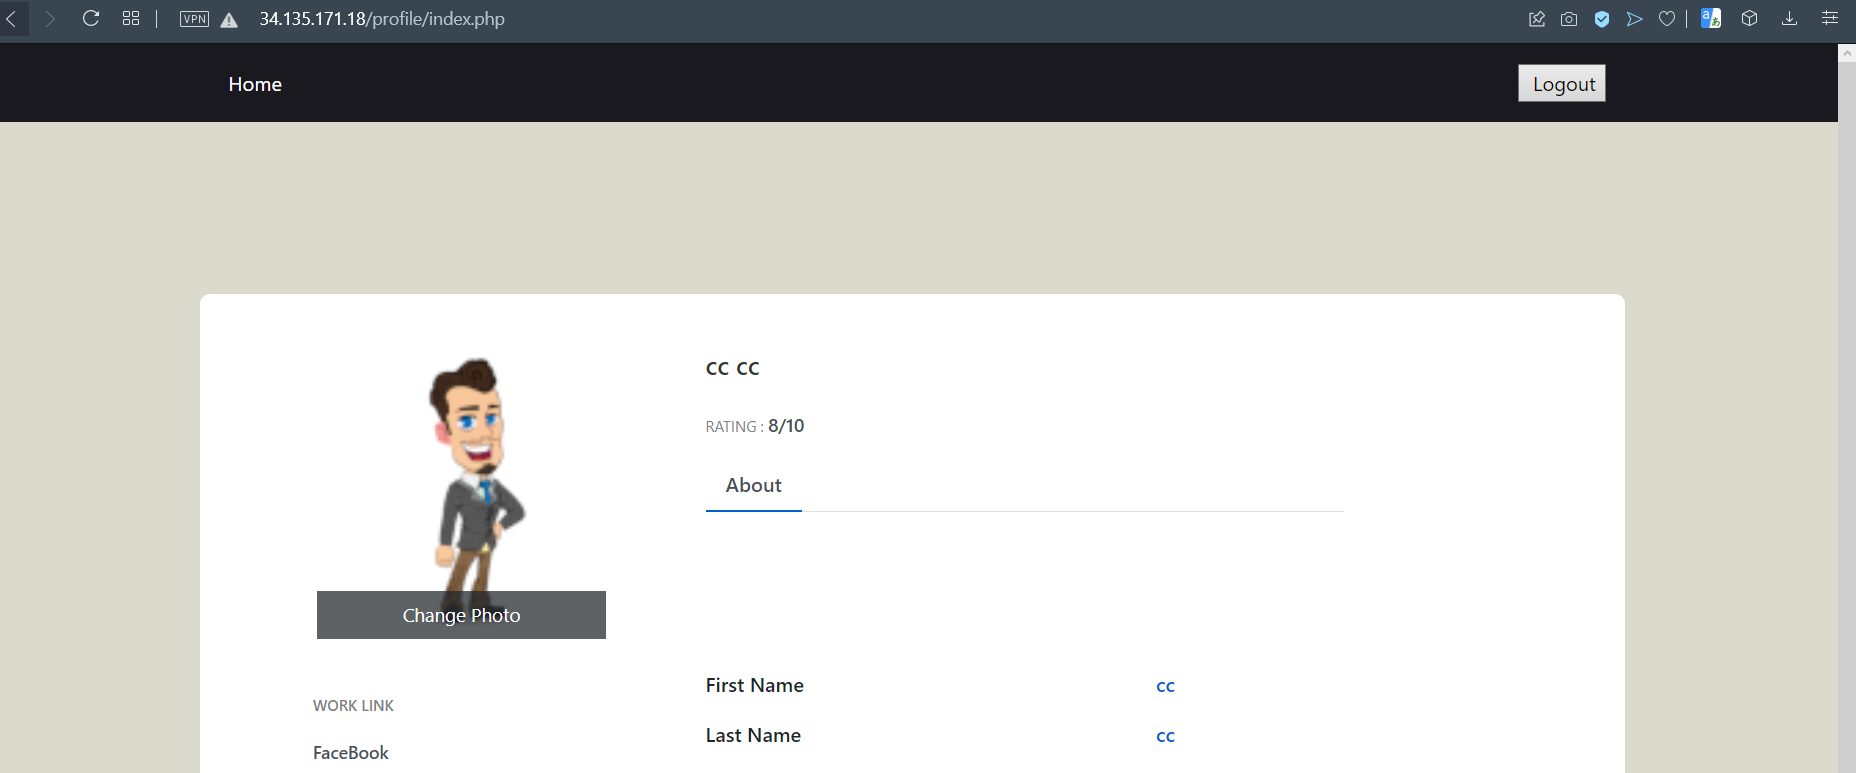 VPN 34.135.171.18/profile/index.php
Home Logout
cc cc
RATING : 8/10
About
Change Photo
First Name cc
WORK LINK
Last Name cc
FaceBook